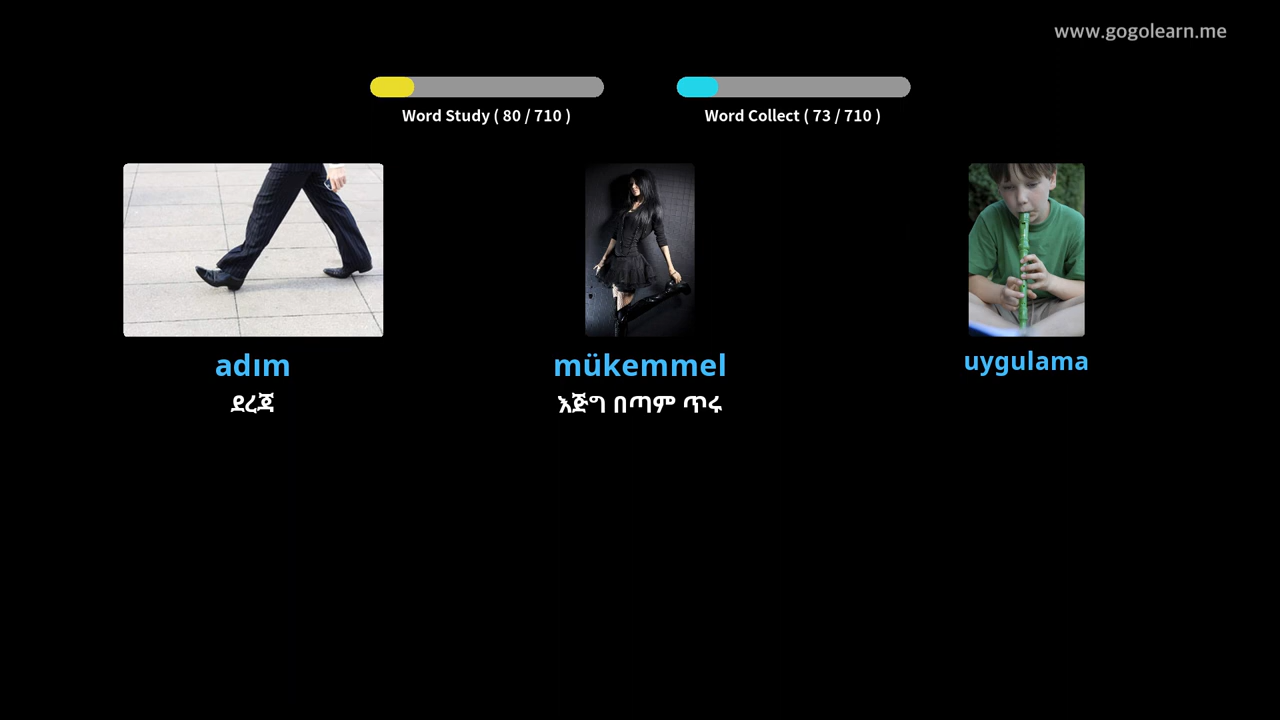 www.gogolearn.me
Word Study ( 80 / 710 )
Word Collect ( 73 / 710 )
adım
mükemmel
uygulama
ደረጃ
እጅግ በጣም ጥሩ